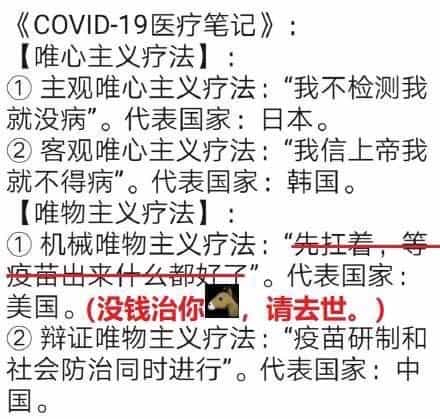 《COVID-19医疗笔记》:
【唯心主义疗法】:
① 主观唯心主义疗法:“我不检测我
就没病”。代表国家: 日本。
② 客观唯心主义疗法:“我信上帝我
就不得病”。代表国家: 韩国。
【唯物主义疗法】:
① 机械唯物主义疗法:“先扛着, 等
疫苗出来什么都好了”。代表国家:
美国。(没钱治你, 请去世。)
② 辩证唯物主义疗法:“疫苗研制和
社会防治同时进行”。代表国家: 中
国。